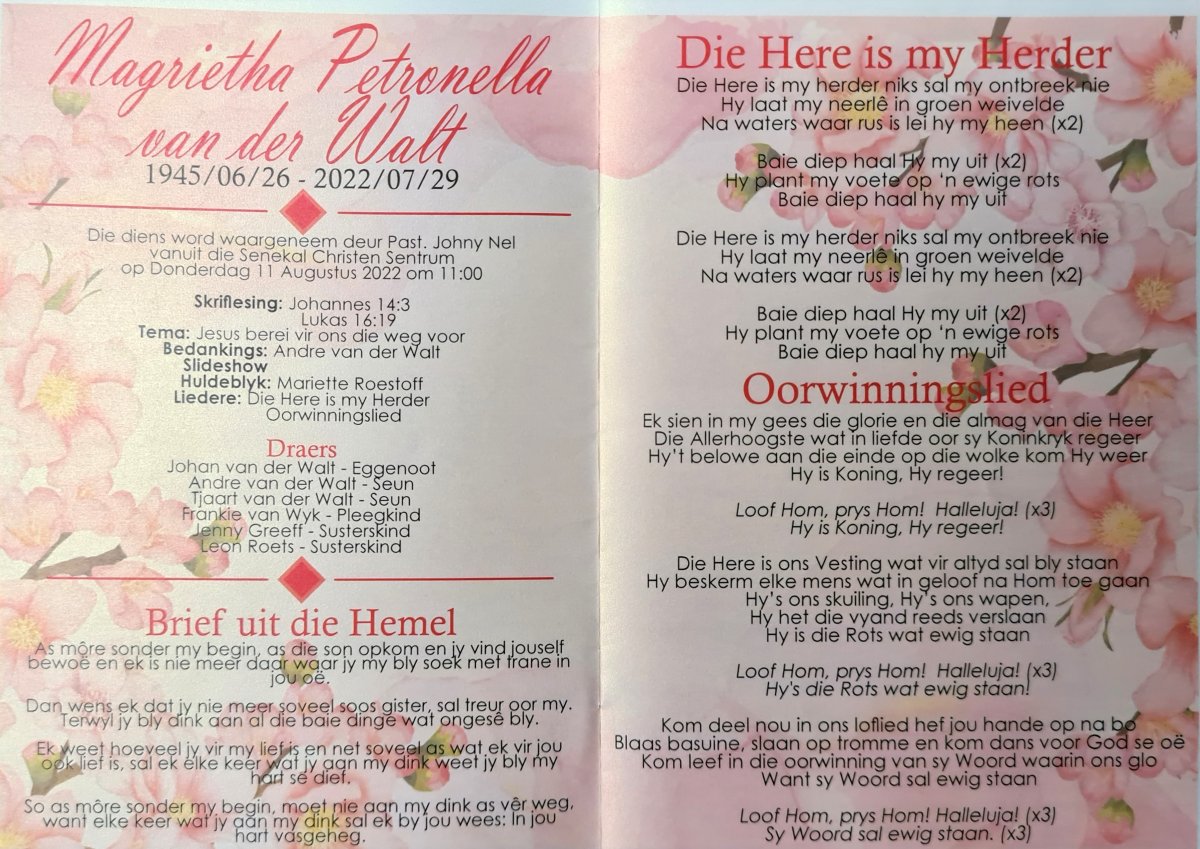 Magrietha Petronella
van der Walt
1945/06/26 - 2022/07/29
Die diens word waargeneem deur Past. Johny Nel
vanuit die Senekal Christen Sentrum
op Donderdag 11 Augustus 2022 om 11:00
Skriflesing: Johannes 14:3
Lukas 16:19
Tema: Jesus berei vir ons die weg voor
Bedankings: Andre van der Walt
Slideshow
Huldeblyk: Mariette Roestoff
Liedere: Die Here is my Herder
Oorwinningslied
Draers
Johan van der Walt - Eggenoot
Andre van der Walt - Seun
Tjaart van der Walt - Seun
Frankie van Wyk - Pleegkind
Jenny Greeff - Susterskind
Leon Roets - Susterskind
Brief uit die Hemel
As môre sonder my begin, as die son opkom en jy vind jouself
bewoë en ek is nie meer daar waar jy my bly soek met trane in
jou oë.
Dan wens ek dat jy nie meer soveel soos gister, sal treur oor my.
Terwyl jy bly dink aan al die baie dinge wat ongesê bly.
Ek weet hoeveel jy vir my lief is en net soveel as wat ek vir jou
ook lief is, sal ek elke keer wat jy aan my dink weet jy bly my
hart se dief.
So as môre sonder my begin, moet nie aan my dink as vêr weg,
want elke keer wat jy aan my dink sal ek by jou wees: In jou
hart vasgeheg.
Die Here is my Herder
Die Here is my herder niks sal my ontbreek nie
Hy laat my neerlê in groen weivelde
Na waters waar rus is lei hy my heen (x2)
Baie diep haal Hy my uit (x2)
Hy plant my voete op ‘n ewige rots
Baie diep haal hy my uit
Die Here is my herder niks sal my ontbreek nie
Hy laat my neerlê in groen weivelde
Na waters waar rus is lei hy my heen (x2)
Baie diep haal Hy my uit (x2)
Hy plant my voete op ‘n ewige rots
Baie diep haal hy my uit
Oorwinningslied
Ek sien in my gees die glorie en die almag van die Heer
Die Allerhoogste wat in liefde oor sy Koninkryk regeer
Hy’t belowe aan die einde op die wolke kom Hy weer
Hy is Koning, Hy regeer!
Loof Hom, prys Hom! Halleluja! (x3)
Hy is Koning, Hy regeer!
Die Here is ons Vesting wat vir altyd sal bly staan
Hy beskerm elke mens wat in geloof na Hom toe gaan
Hy’s ons skuiling, Hy’s ons wapen,
Hy het die vyand reeds verslaan
Hy is die Rots wat ewig staan
Loof Hom, prys Hom! Halleluja! (x3)
Hy's die Rots wat ewig staan!
Kom deel nou in ons loflied hef jou hande op na bo
Blaas basuine, slaan op tromme en kom dans voor God se oë
Kom leef in die oorwinning van sy Woord waarin ons glo
Want sy Woord sal ewig staan
Loof Hom, prys Hom! Halleluja! (x3)
Sy Woord sal ewig staan. (x3)